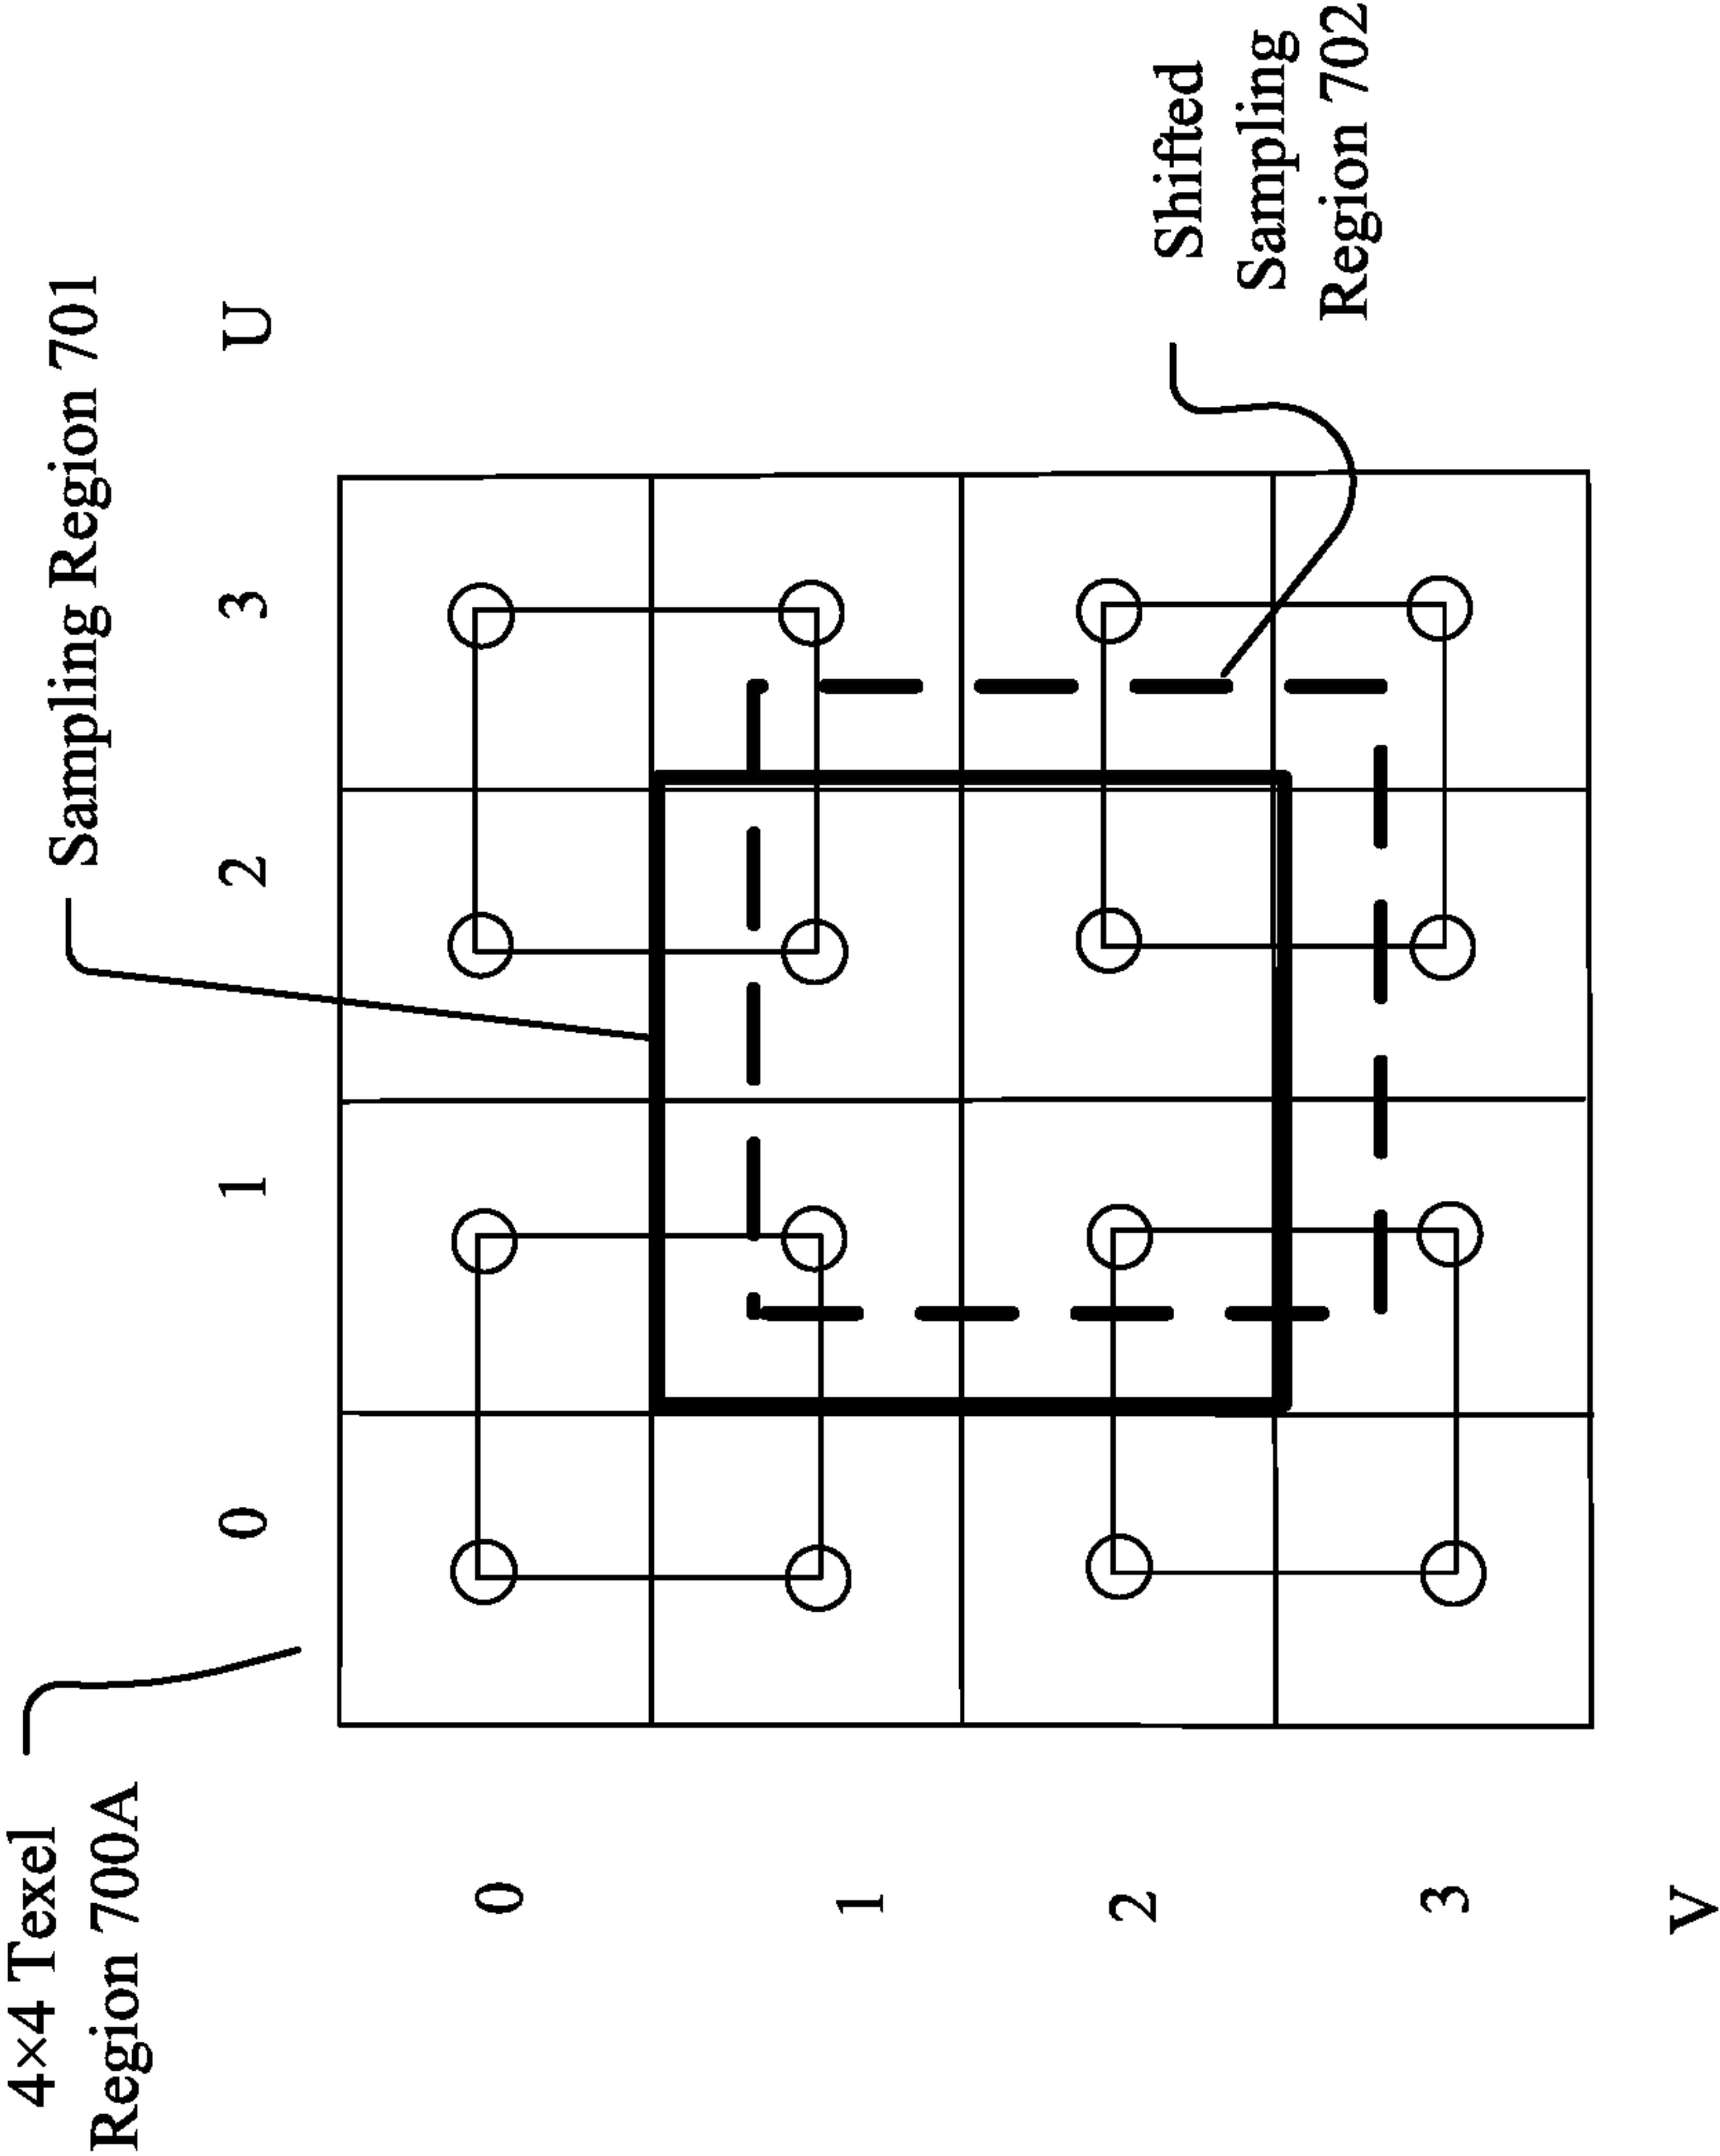 4×4 Texel
Region 700A
Sampling Region 701
0 1 2 3 U
0
1
2
3
V
Shifted
Sampling
Region 702